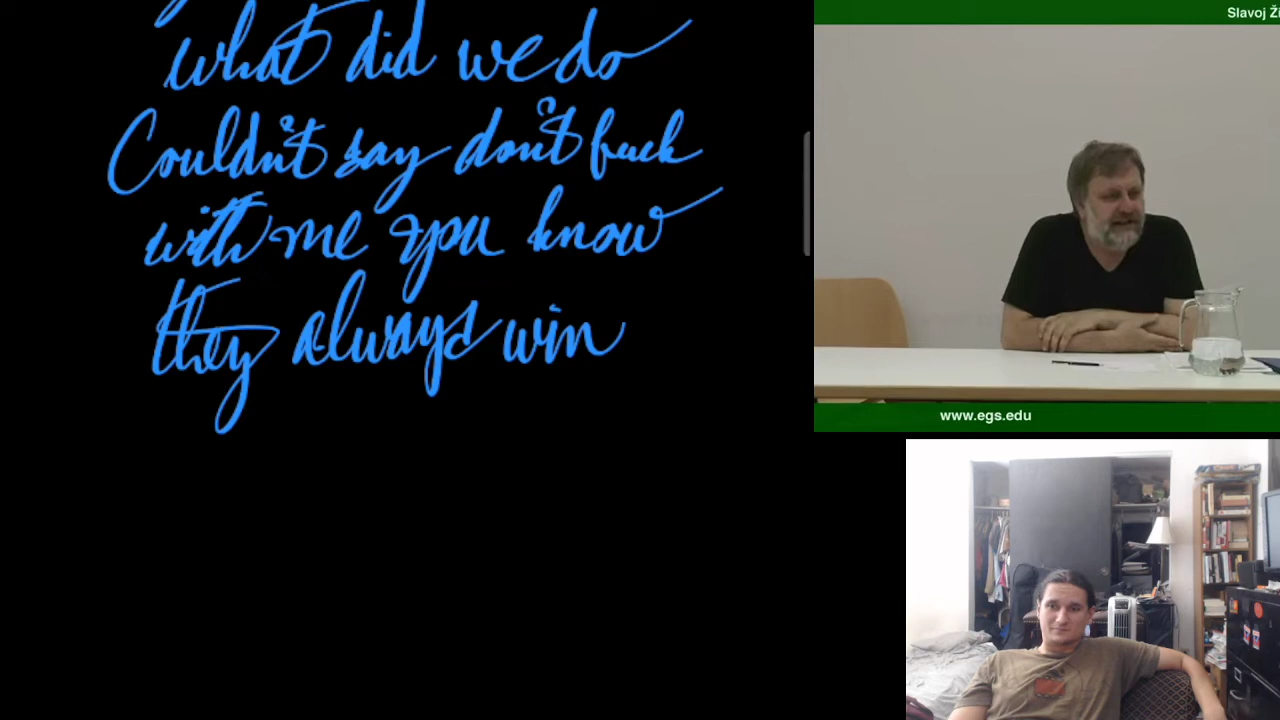 what did we do
Couldn't say don't fuck
with me you know
they always win
Slavoj Ži
www.egs.edu